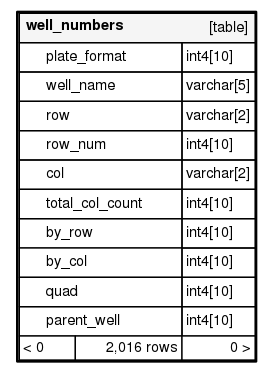 well_numbers [table]
plate_format int4[10]
well_name varchar[5]
row varchar[2]
row_num int4[10]
col varchar[2]
total_col_count int4[10]
by_row int4[10]
by_col int4[10]
quad int4[10]
parent_well int4[10]
< 0 2,016 rows 0 >